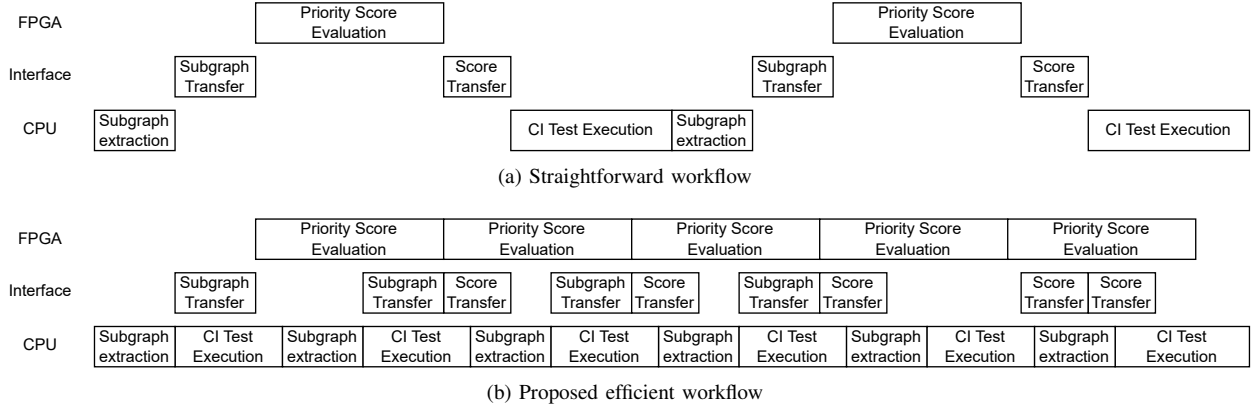 FPGA
Priority Score
Evaluation
Priority Score
Evaluation
Interface
Subgraph
Transfer
Score
Transfer
Subgraph
Transfer
Score
Transfer
CPU
Subgraph
extraction
CI Test Execution
Subgraph
extraction
CI Test Execution
(a) Straightforward workflow
FPGA
Priority Score
Evaluation
Priority Score
Evaluation
Priority Score
Evaluation
Priority Score
Evaluation
Priority Score
Evaluation
Interface
Subgraph
Transfer
Subgraph
Transfer
Score
Transfer
Subgraph
Transfer
Score
Transfer
Subgraph
Transfer
Score
Transfer
Score
Transfer
Score
Transfer
CPU
Subgraph
extraction
CI Test
Execution
Subgraph
extraction
CI Test
Execution
Subgraph
extraction
CI Test
Execution
Subgraph
extraction
CI Test
Execution
Subgraph
extraction
CI Test
Execution
Subgraph
extraction
CI Test
Execution
(b) Proposed efficient workflow